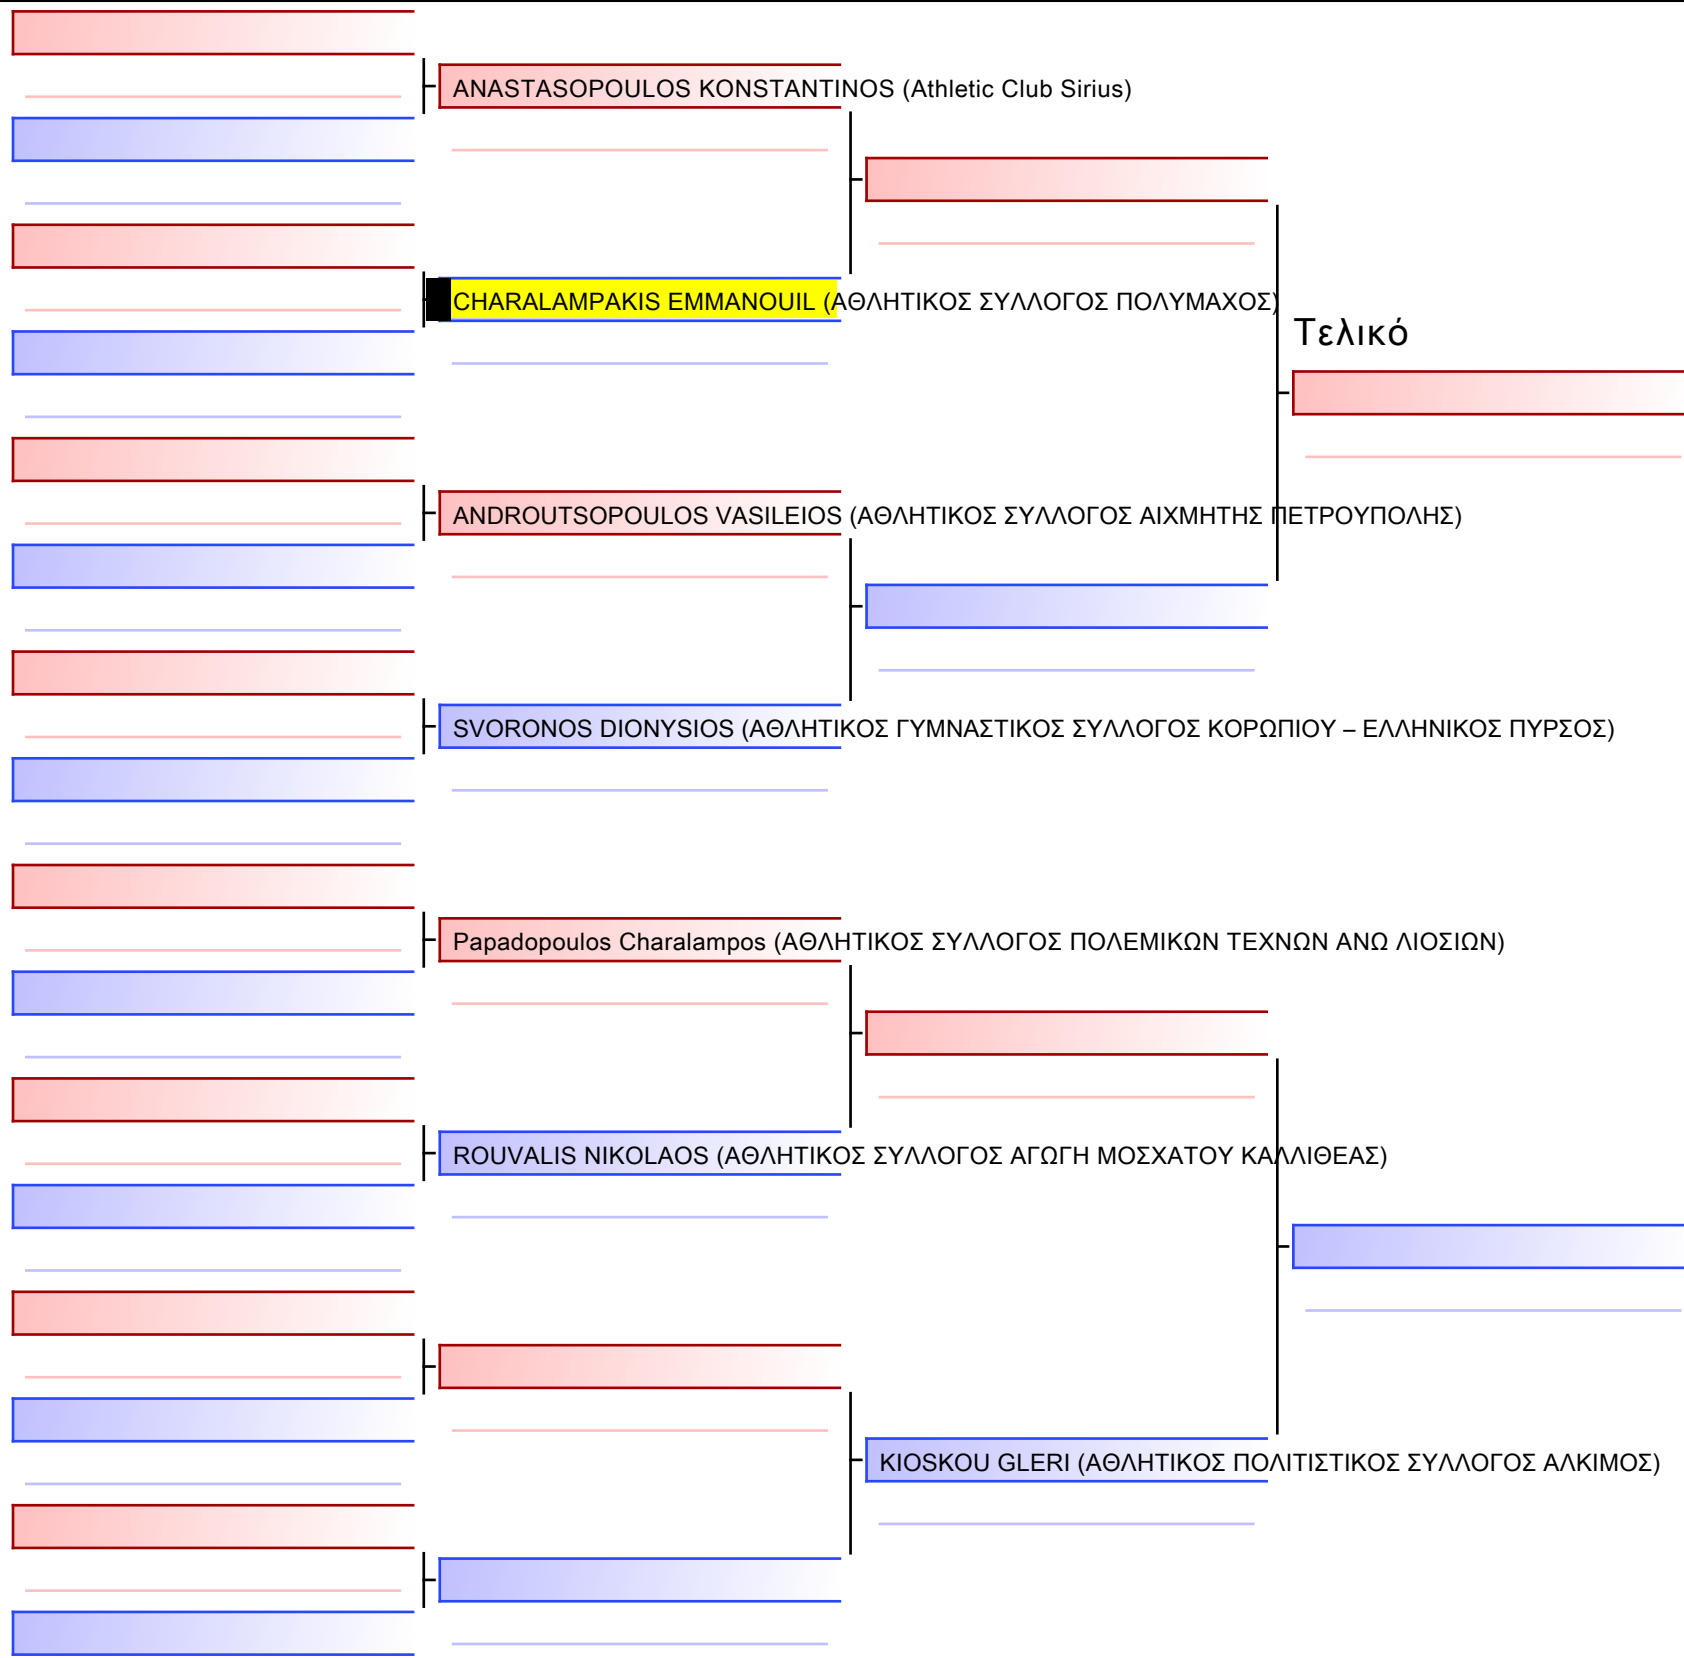 ANASTASOPOULOS KONSTANTINOS (Athletic Club Sirius)
CHARALAMPAKIS EMMANOUIL (ΑΘΛΗΤΙΚΟΣ ΣΥΛΛΟΓΟΣ ΠΟΛΥΜΑΧΟΣ)
Τελικό
ANDROUTSOPOULOS VASILEIOS (ΑΘΛΗΤΙΚΟΣ ΣΥΛΛΟΓΟΣ ΑΙΧΜΗΤΗΣ ΠΕΤΡΟΥΠΟΛΗΣ)
SVORONOS DIONYSIOS (ΑΘΛΗΤΙΚΟΣ ΓΥΜΝΑΣΤΙΚΟΣ ΣΥΛΛΟΓΟΣ ΚΟΡΩΠΙΟΥ – ΕΛΛΗΝΙΚΟΣ ΠΥΡΣΟΣ)
Papadopoulos Charalampos (ΑΘΛΗΤΙΚΟΣ ΣΥΛΛΟΓΟΣ ΠΟΛΕΜΙΚΩΝ ΤΕΧΝΩΝ ΑΝΩ ΛΙΟΣΙΩΝ)
ROUVALIS NIKOLAOS (ΑΘΛΗΤΙΚΟΣ ΣΥΛΛΟΓΟΣ ΑΓΩΓΗ ΜΟΣΧΑΤΟΥ ΚΑΛΛΙΘΕΑΣ)
KIOSKOU GLERI (ΑΘΛΗΤΙΚΟΣ ΠΟΛΙΤΙΣΤΙΚΟΣ ΣΥΛΛΟΓΟΣ ΑΛΚΙΜΟΣ)